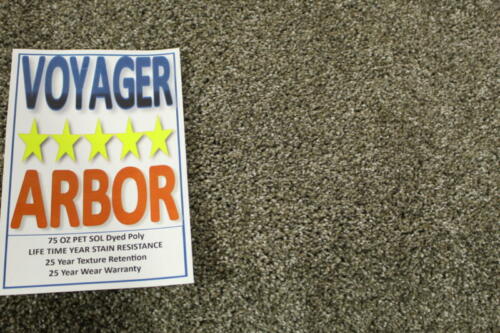 VOYAGER
ARBOR
75 OZ PET SOL Dyed Poly
LIFE TIME YEAR STAIN RESISTANCE
25 Year Texture Retention
25 Year Wear Warranty